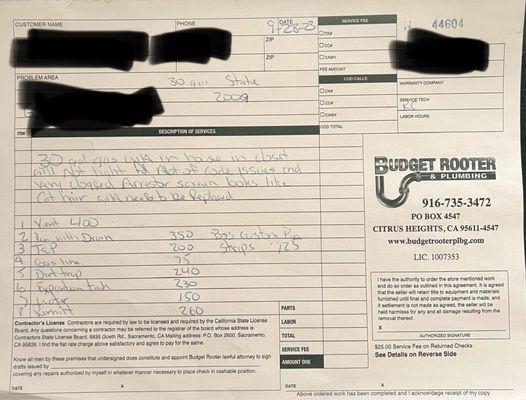 CUSTOMER NAME
PHONE
DATE
9-28-23
ZIP
ZIP
SERVICE FEE
CK#
CC#
CASH
FEE AMOUNT
COD CALLS
CK#
CC#
CASH
COD TOTAL
44604
WARRANTY COMPANY
SERVICE TECH
LABOR HOURS
PROBLEM AREA
30 gal State
2009
ITEM
DESCRIPTION OF SERVICES
30 gal gas in house in closet
will Not light Lot of Code Issues and
Very clogged Arrestor screen looks like
Cat hair needs to be Replaced
1 Vent 400
2 Pan with Drain 350 Custom Pan
3 T&P 200 Straps 125
4 Gas line 75
5 Dirt trap 240
6 Expansion tank 230
7 Water 150
8 Permit 260
BUDGET ROOTER
& PLUMBING
916-735-3472
PO BOX 4547
CITRUS HEIGHTS, CA 95611-4547
www.budgetrooterplbg.com
LIC. 1007353
I have the authority to order the afore mentioned work
and do so order as outlined in this agreement. It is agreed
that the seller will retain title to equipment and materials
furnished until final and complete payment is made, and
if settlement is not made as agreed, the seller will be
held harmless for any and all damages resulting from the
removal thereof.
X
AUTHORIZED SIGNATURE
$25.00 Service Fee on Returned Checks
See Details on Reverse Side
PARTS
LABOR
TOTAL
SERVICE FEE
AMOUNT DUE
Contractor's License Contractors are required by law to be licensed and required by the California State License
Board. Any questions concerning a contractor may be referred to the registrar of the board whose address is:
Contractors State License Board, 9835 Goeth Rd., Sacramento, CA Mailing address: P.O. Box 2600, Sacramento,
CA 95826. I find the flat rate charge above satisfactory and agree to pay for the same.
Know all men by these premises that undersigned does constitute and appoint Budget Rooter lawful attorney to sign
drafts issued by
covering any repairs authorized by myself in whatever manner necessary to place check in cashable position.
DATE X
DATE X
Above ordered work has been completed and I acknowledge receipt of my copy